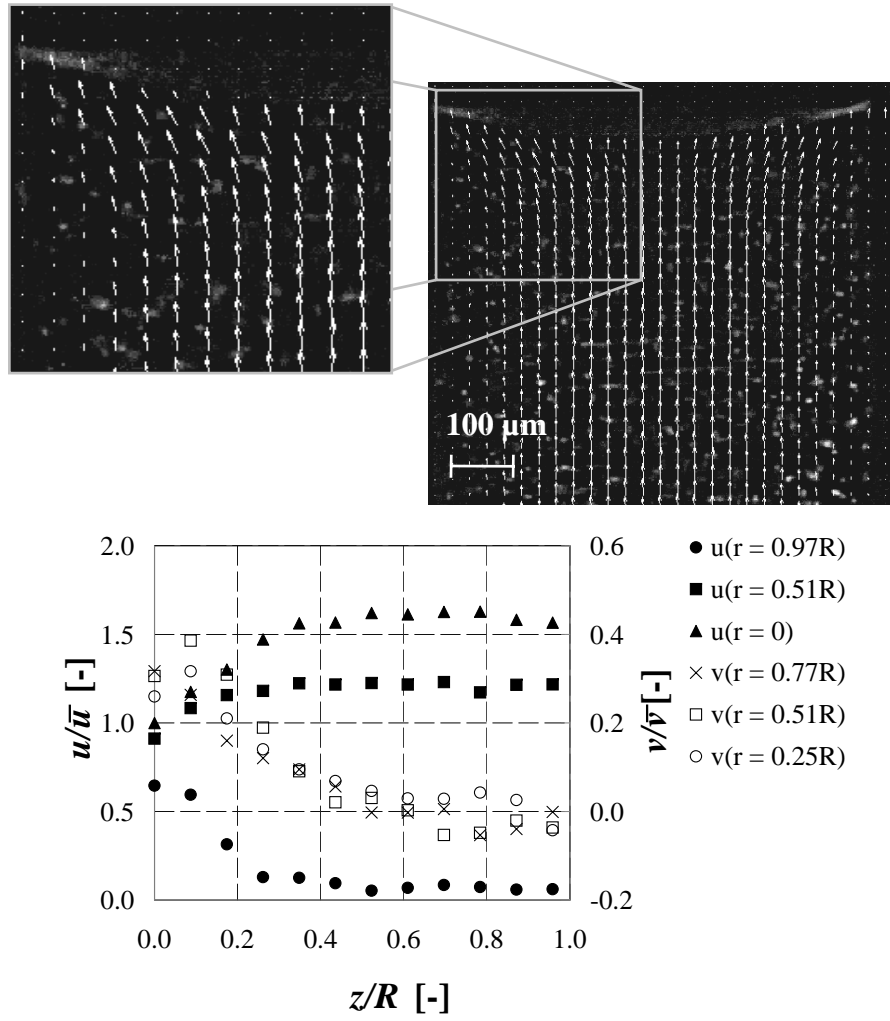 100 μm
2.0
1.5
1.0
0.5
0.0
u/ū [-]
0.6
0.4
0.2
0.0
-0.2
v/v̄ [-]
0.0 0.2 0.4 0.6 0.8 1.0
z/R [-]
u(r = 0.97R)
u(r = 0.51R)
u(r = 0)
v(r = 0.77R)
v(r = 0.51R)
v(r = 0.25R)